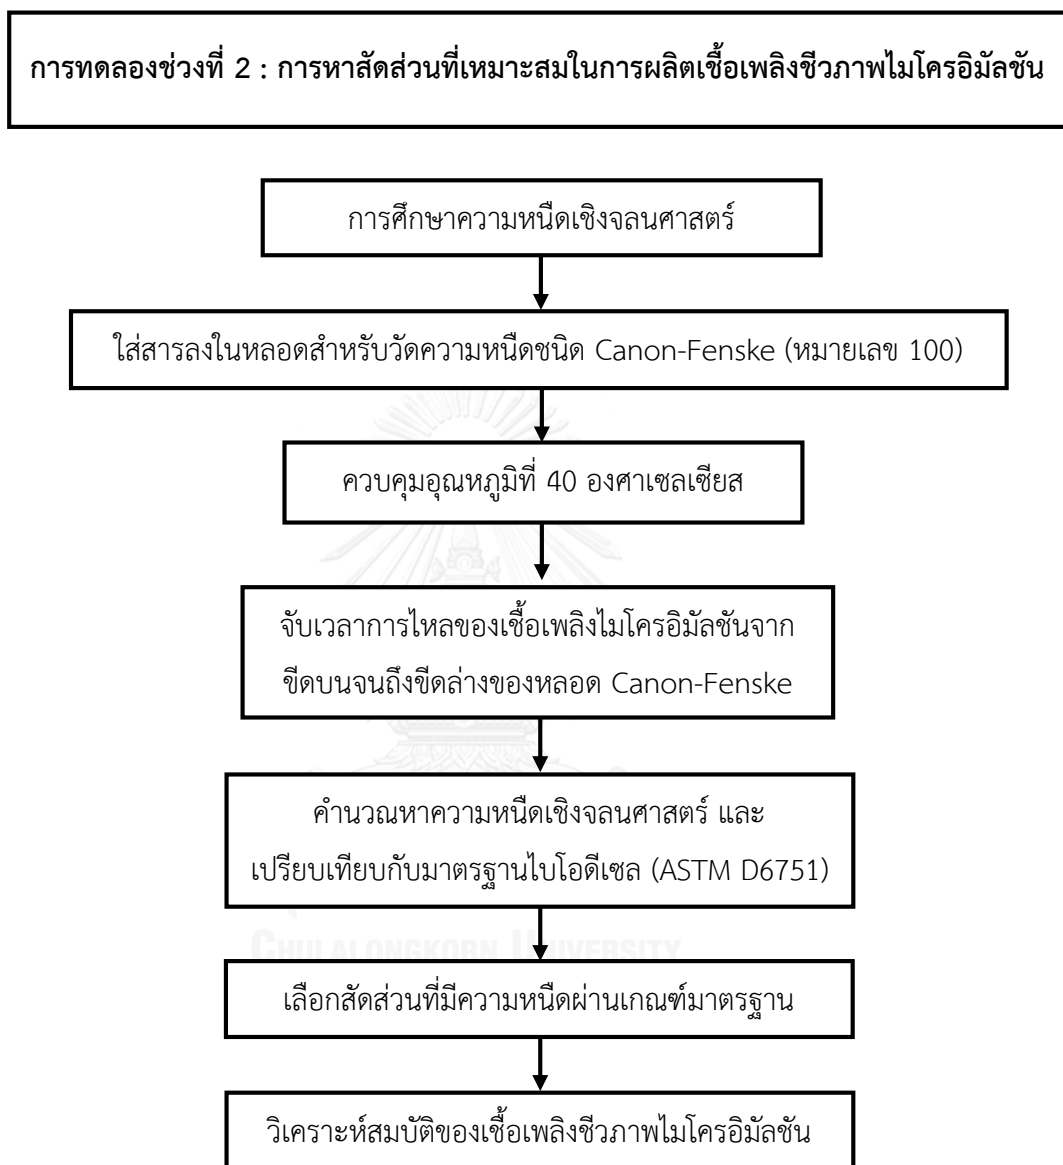 การทดลองช่วงที่ 2 : การหาสัดส่วนที่เหมาะสมในการผลิตเชื้อเพลิงชีวภาพไมโครอิมัลชัน
การศึกษาความหนืดเชิงจลนศาสตร์
ใส่สารลงในหลอดสำหรับวัดความหนืดชนิด Canon-Fenske (หมายเลข 100)
ควบคุมอุณหภูมิที่ 40 องศาเซลเซียส
จับเวลาการไหลของเชื้อเพลิงไมโครอิมัลชันจาก
ขีดบนจนถึงขีดล่างของหลอด Canon-Fenske
คำนวณหาความหนืดเชิงจลนศาสตร์ และ
เปรียบเทียบกับมาตรฐานไบโอดีเซล (ASTM D6751)
CHULALONGKORN UNIVERSITY
เลือกสัดส่วนที่มีความหนืดผ่านเกณฑ์มาตรฐาน
วิเคราะห์สมบัติของเชื้อเพลิงชีวภาพไมโครอิมัลชัน